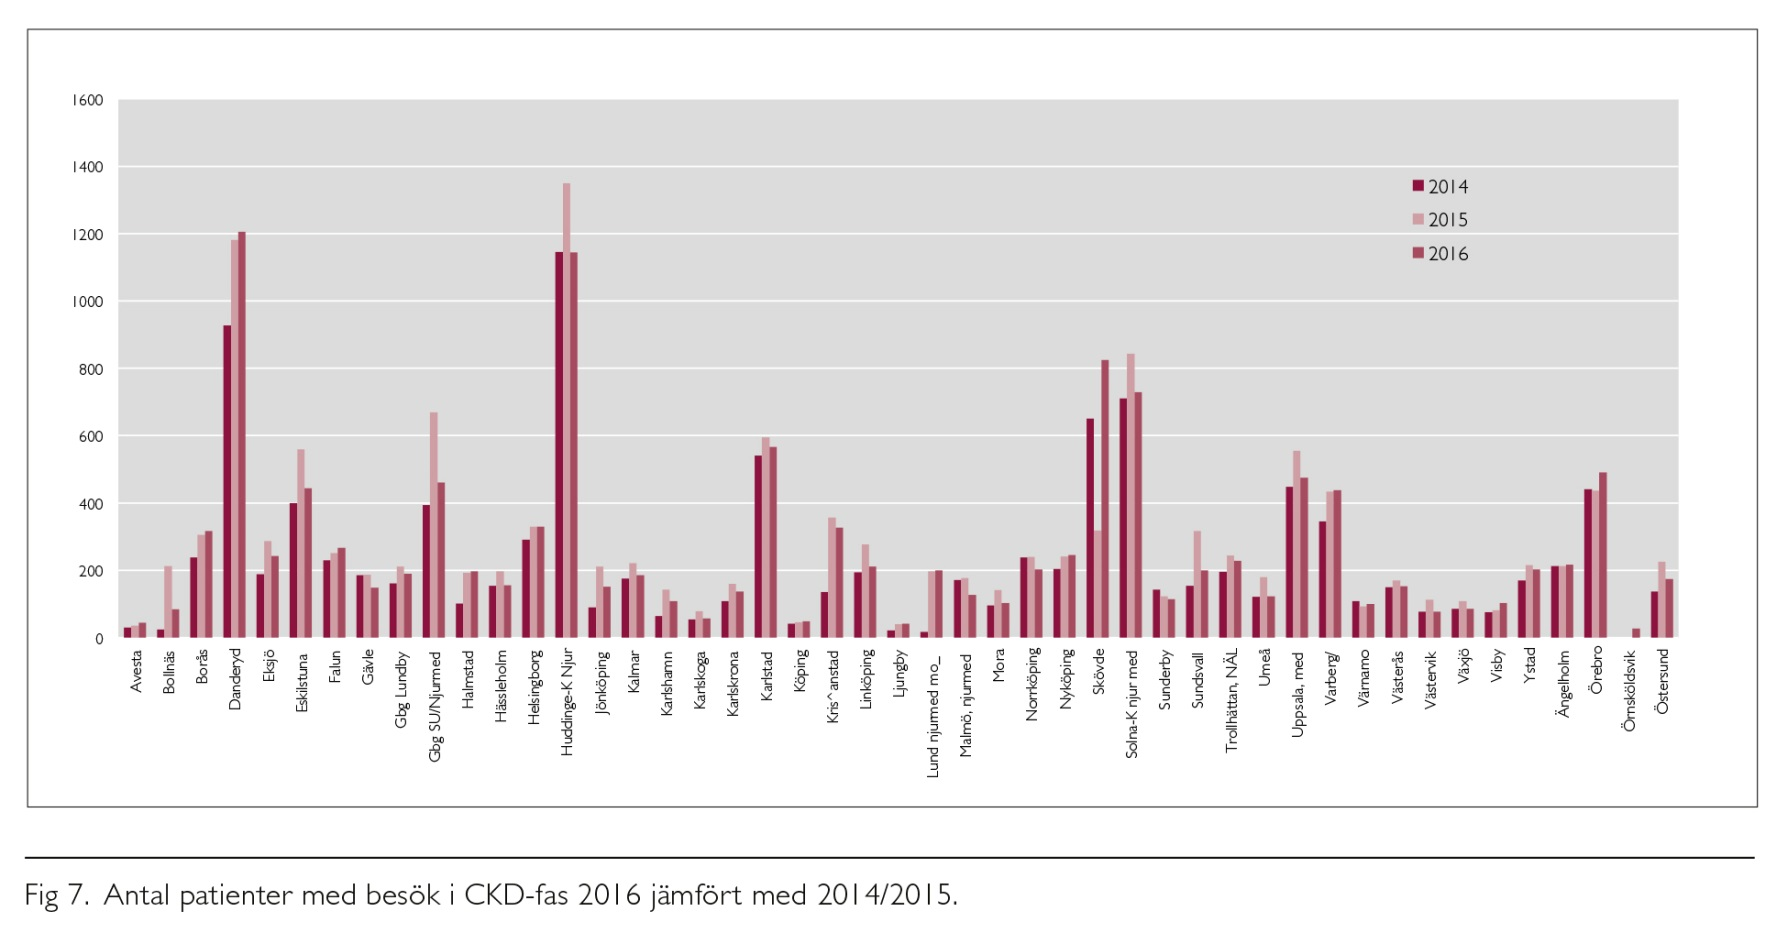 1600
1400
1200
1000
800
600
400
200
0
2014
2015
2016
Avesta
Bollnäs
Borås
Danderyd
Eksjö
Eskilstuna
Falun
Gävle
Gbg Lundby
Gbg SU/Njurmed
Halmstad
Hässleholm
Helsingborg
Huddinge-K Njur
Jönköping
Kalmar
Karlshamn
Karlskoga
Karlskrona
Karlstad
Köping
Kris^anstad
Linköping
Ljungby
Lund njurmed mo_
Malmö, njurmed
Mora
Norrköping
Nyköping
Skövde
Solna-K njur med
Sunderby
Sundsvall
Trollhättan, NÄL
Umeå
Uppsala, med
Varberg/
Värnamo
Västerås
Västervik
Växjö
Visby
Ystad
Ängelholm
Örebro
Örnsköldsvik
Östersund
Fig 7. Antal patienter med besök i CKD-fas 2016 jämfört med 2014/2015.